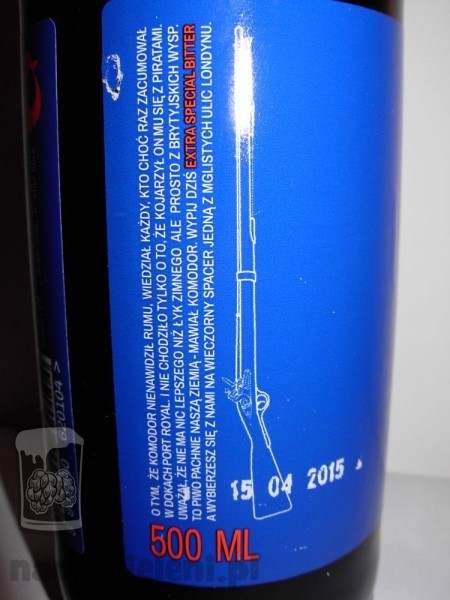 O TYM, ŻE KOMODOR NIENAWIDZIŁ RUMU, WIEDZIAŁ KAŻDY, KTO CHOĆ RAZ ZACUMOWAŁ
W DOKACH PORT ROYAL. I NIE CHODZIŁO TYLKO O TO, ŻE KOJARZYŁ ON MU SIĘ Z PIRATAMI.
UWAŻAŁ, ŻE NIE MA NIC LEPSZEGO NIŻ ŁYK ZIMNEGO ALE PROSTO Z BRYTYJSKICH WYSP.
TO PIWO PACHNIE NASZĄ ZIEMIĄ - MAWIAŁ KOMODOR. WYPIJ DZIŚ EXTRA SPECIAL BITTER
A WYBIERZESZ SIĘ Z NAMI NA WIECZORNY SPACER JEDNĄ Z MGLISTYCH ULIC LONDYNU.
15 04 2015
500 ML